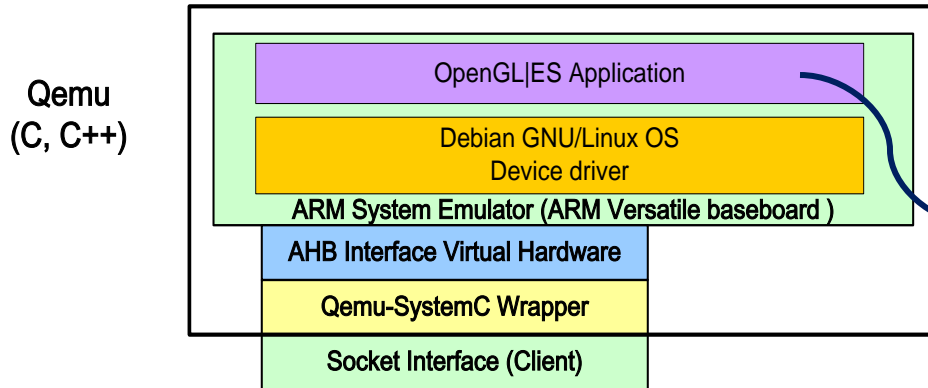 Qemu
(C, C++)
OpenGL|ES Application
Debian GNU/Linux OS
Device driver
ARM System Emulator (ARM Versatile baseboard )
AHB Interface Virtual Hardware
Qemu-SystemC Wrapper
Socket Interface (Client)